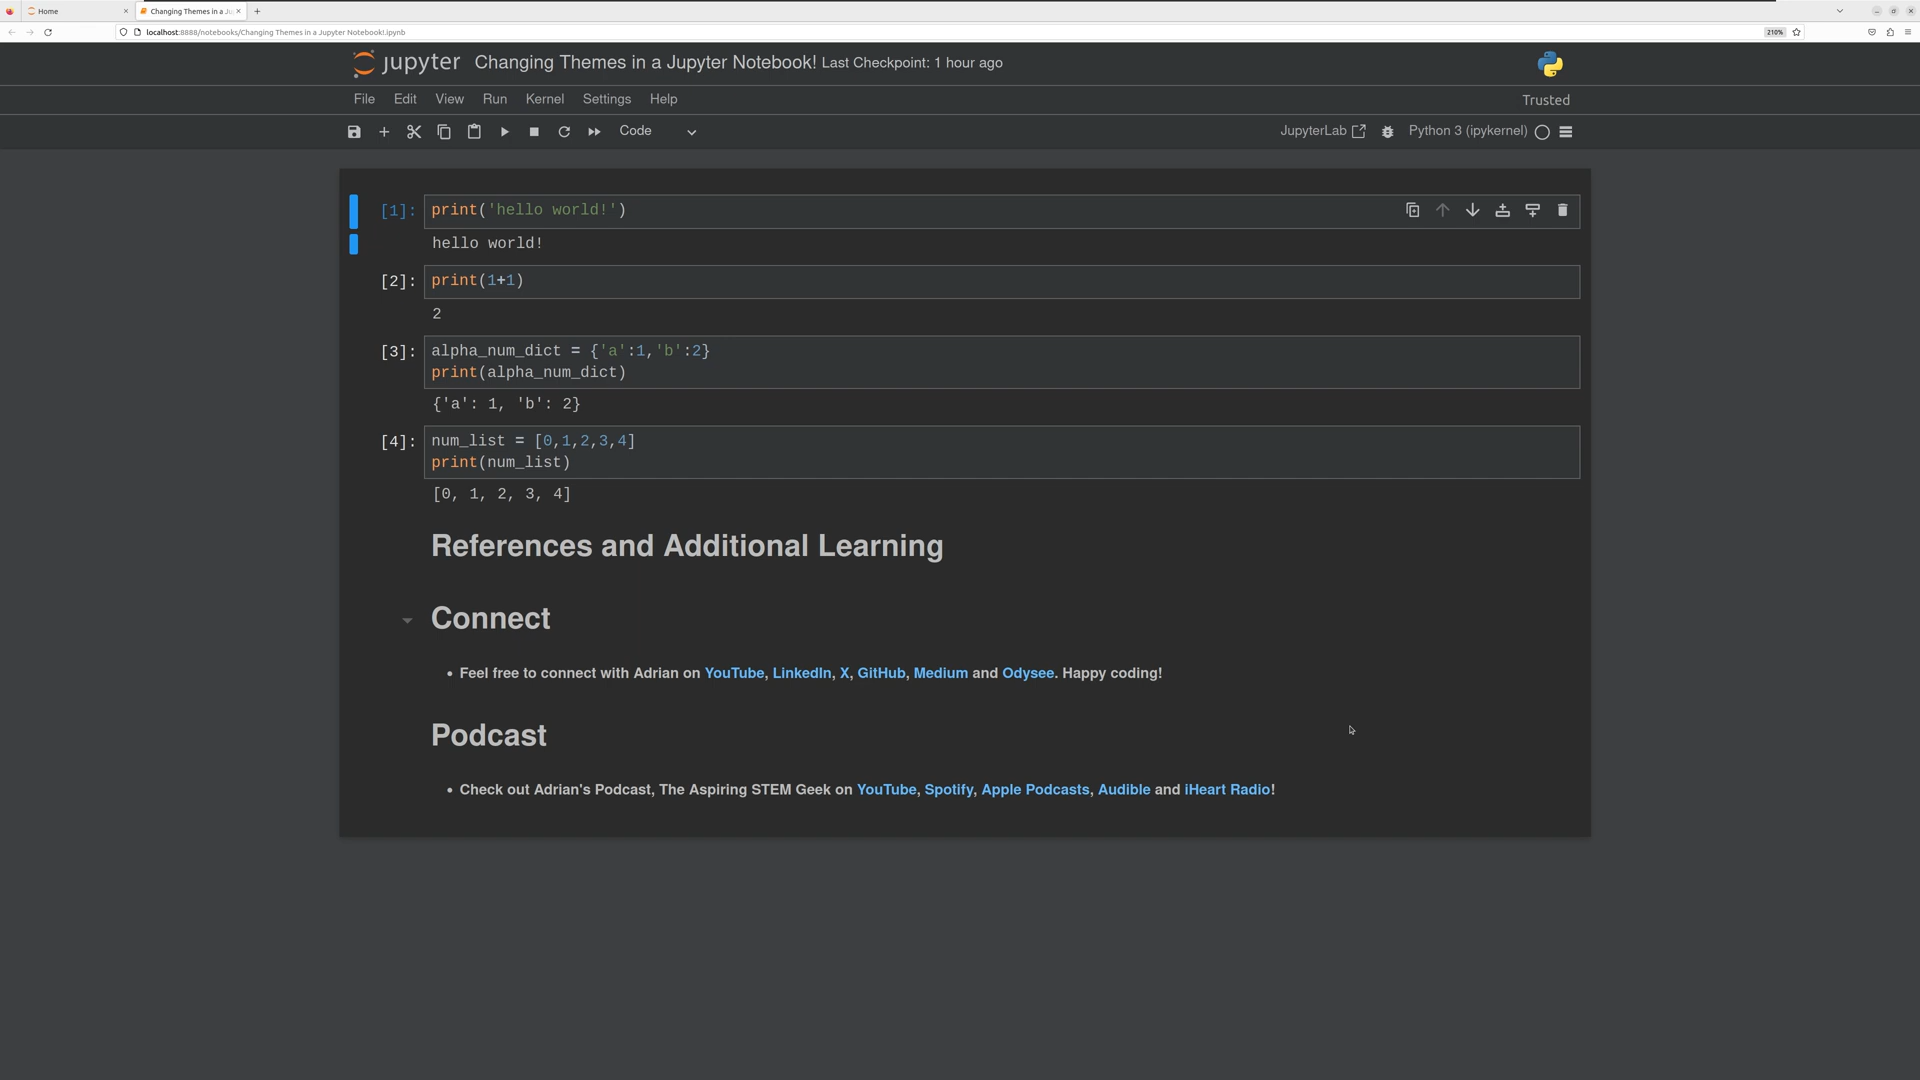 Home
Changing Themes in a Ju
localhost:8888/notebooks/Changing Themes in a Jupyter Notebook!.ipynb
210%
jupyter Changing Themes in a Jupyter Notebook! Last Checkpoint: 1 hour ago
File Edit View Run Kernel Settings Help
Trusted
Code
JupyterLab
Python 3 (ipykernel)
[1]: print('hello world!')
hello world!
[2]: print(1+1)
2
[3]: alpha_num_dict = {'a':1,'b':2}
print(alpha_num_dict)
{'a': 1, 'b': 2}
[4]: num_list = [0,1,2,3,4]
print(num_list)
[0, 1, 2, 3, 4]
References and Additional Learning
Connect
• Feel free to connect with Adrian on YouTube, LinkedIn, X, GitHub, Medium and Odysee. Happy coding!
Podcast
• Check out Adrian's Podcast, The Aspiring STEM Geek on YouTube, Spotify, Apple Podcasts, Audible and iHeart Radio!